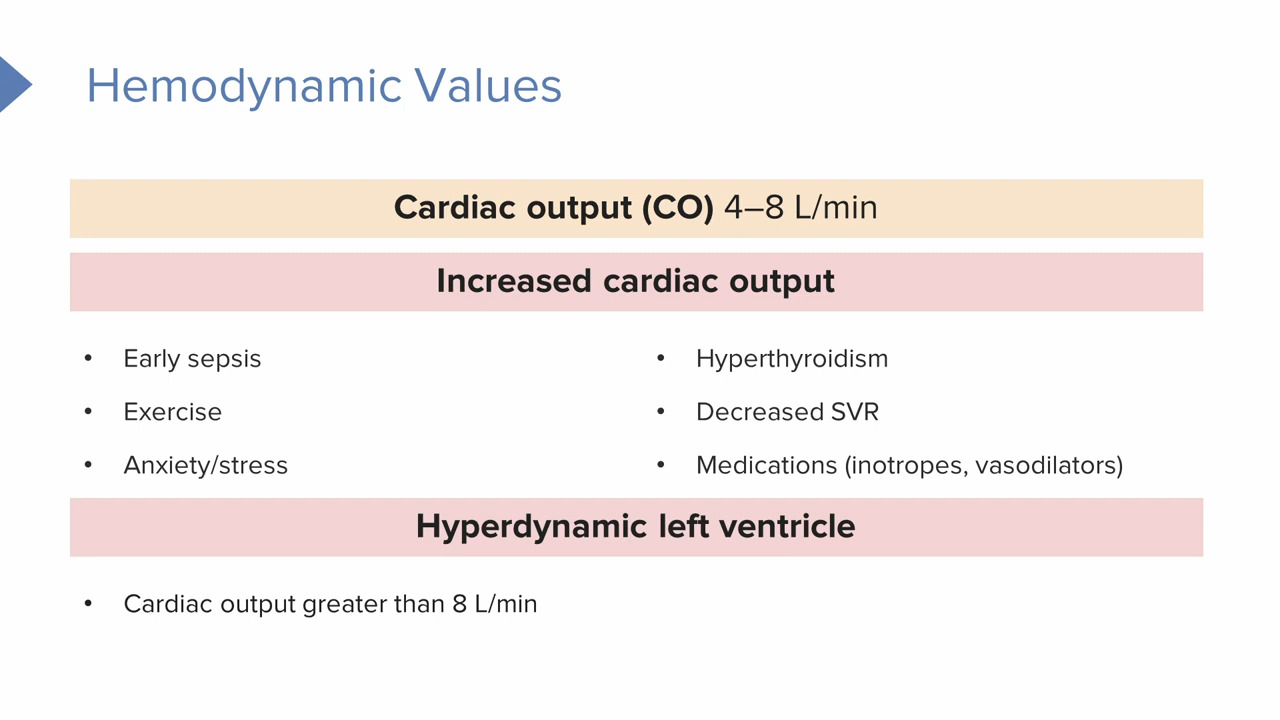 Hemodynamic Values
Cardiac output (CO) 4–8 L/min
Increased cardiac output
• Early sepsis
• Exercise
• Anxiety/stress
• Hyperthyroidism
• Decreased SVR
• Medications (inotropes, vasodilators)
Hyperdynamic left ventricle
• Cardiac output greater than 8 L/min